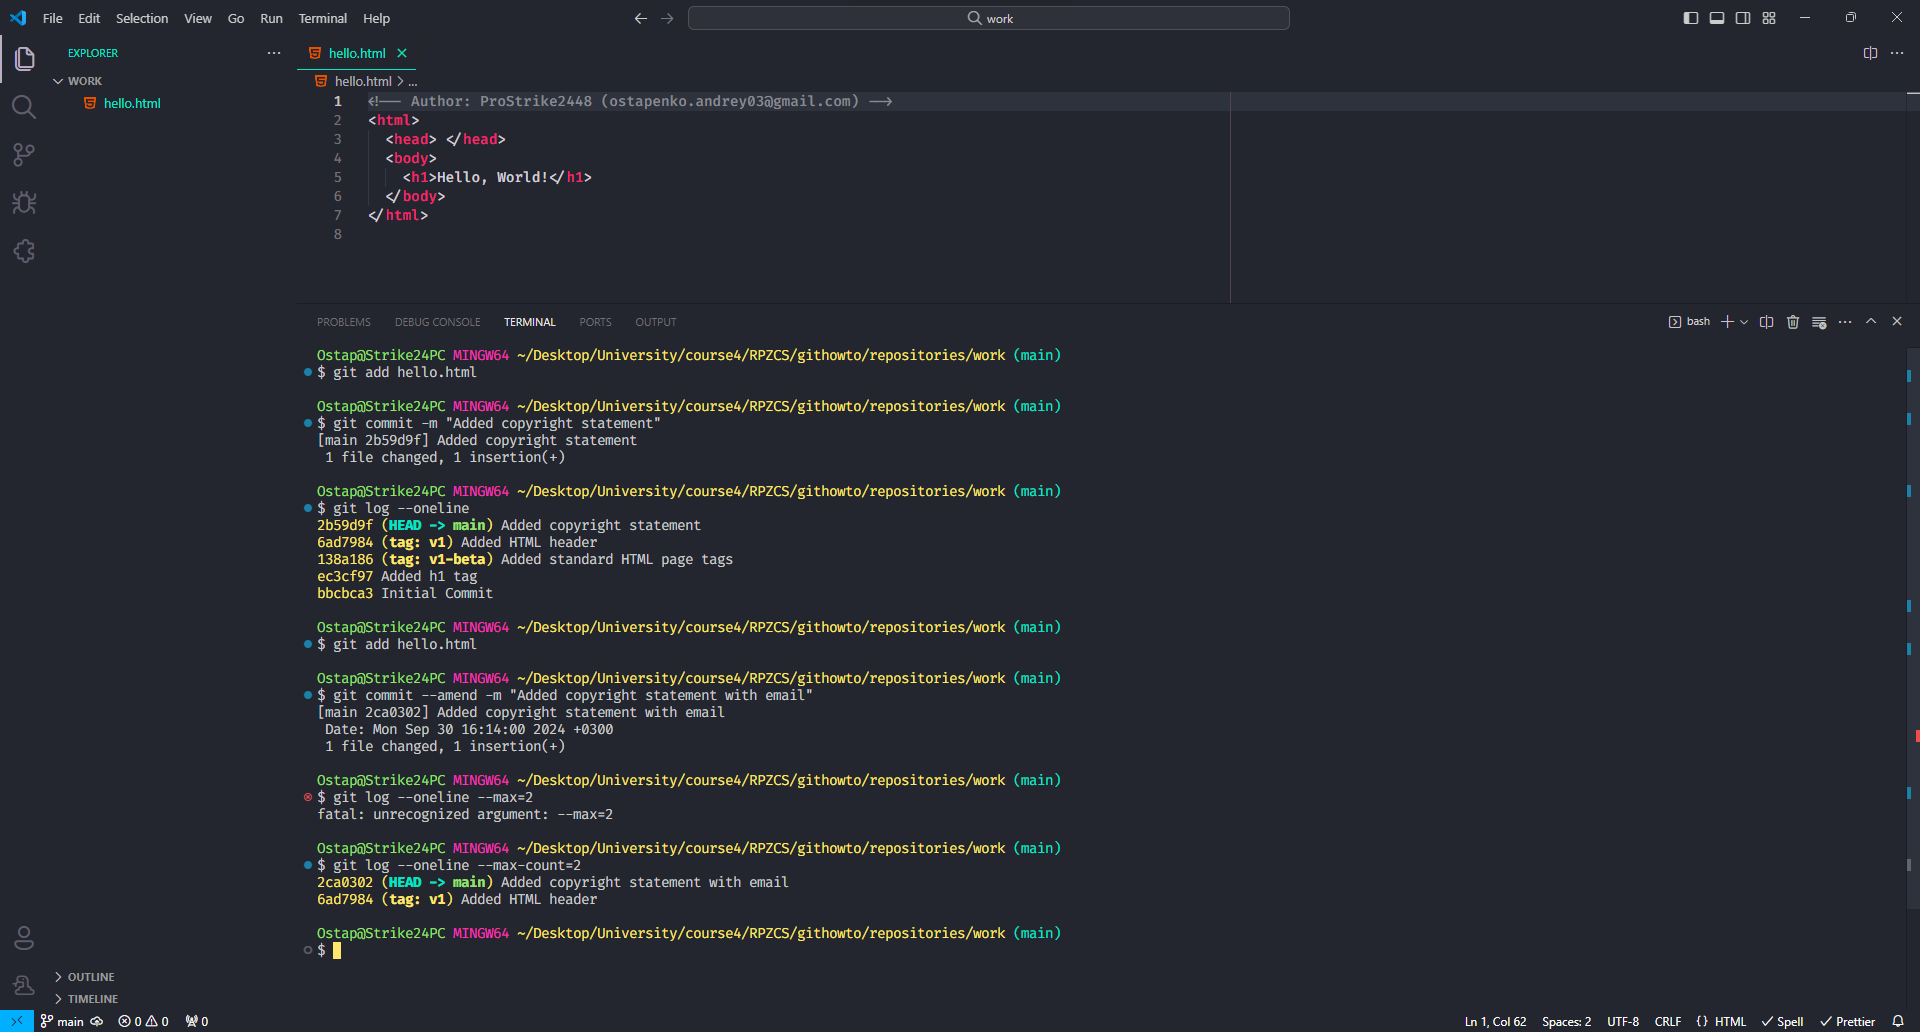 File Edit Selection View Go Run Terminal Help
work
EXPLORER
hello.html
WORK
hello.html > ...
hello.html
1 <!-- Author: ProStrike2448 (ostapenko.andrey03@gmail.com) -->
2 <html>
3 <head> </head>
4 <body>
5 <h1>Hello, World!</h1>
6 </body>
7 </html>
8
PROBLEMS DEBUG CONSOLE TERMINAL PORTS OUTPUT
bash
Ostap@Strike24PC MINGW64 ~/Desktop/University/course4/RPZCS/githowto/repositories/work (main)
$ git add hello.html
Ostap@Strike24PC MINGW64 ~/Desktop/University/course4/RPZCS/githowto/repositories/work (main)
$ git commit -m "Added copyright statement"
[main 2b59d9f] Added copyright statement
1 file changed, 1 insertion(+)
Ostap@Strike24PC MINGW64 ~/Desktop/University/course4/RPZCS/githowto/repositories/work (main)
$ git log --oneline
2b59d9f (HEAD -> main) Added copyright statement
6ad7984 (tag: v1) Added HTML header
138a186 (tag: v1-beta) Added standard HTML page tags
ec3cf97 Added h1 tag
bbcbca3 Initial Commit
Ostap@Strike24PC MINGW64 ~/Desktop/University/course4/RPZCS/githowto/repositories/work (main)
$ git add hello.html
Ostap@Strike24PC MINGW64 ~/Desktop/University/course4/RPZCS/githowto/repositories/work (main)
$ git commit --amend -m "Added copyright statement with email"
[main 2ca0302] Added copyright statement with email
Date: Mon Sep 30 16:14:00 2024 +0300
1 file changed, 1 insertion(+)
Ostap@Strike24PC MINGW64 ~/Desktop/University/course4/RPZCS/githowto/repositories/work (main)
$ git log --oneline --max=2
fatal: unrecognized argument: --max=2
Ostap@Strike24PC MINGW64 ~/Desktop/University/course4/RPZCS/githowto/repositories/work (main)
$ git log --oneline --max-count=2
2ca0302 (HEAD -> main) Added copyright statement with email
6ad7984 (tag: v1) Added HTML header
Ostap@Strike24PC MINGW64 ~/Desktop/University/course4/RPZCS/githowto/repositories/work (main)
$
OUTLINE
TIMELINE
main 0 0 0 Ln 1, Col 62 Spaces: 2 UTF-8 CRLF {} HTML Spell Prettier